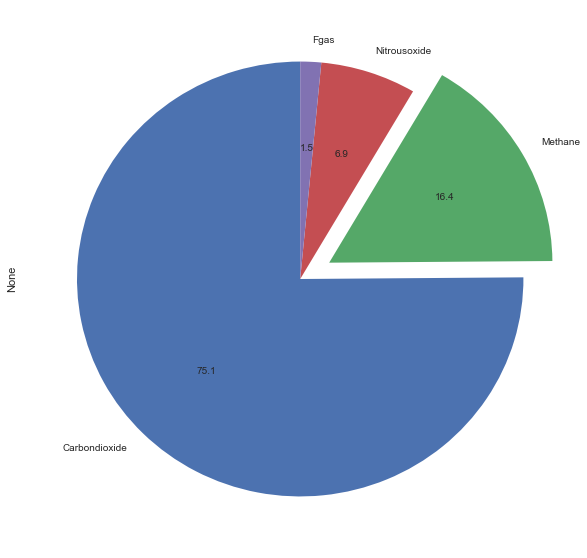 Fgas
Nitrousoxide
Methane
1.5
6.9
16.4
None
75.1
Carbondioxide